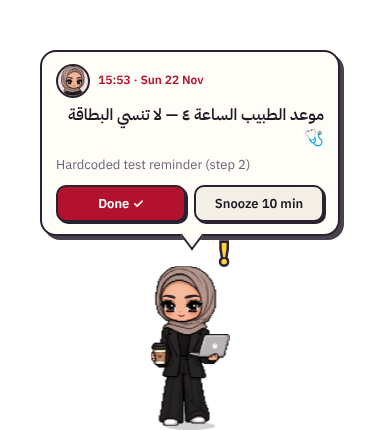 15:53 · Sun 22 Nov
موعد الطبيب الساعة ٤ — لا تنسي البطاقة
🩺
Hardcoded test reminder (step 2)
Done ✓
Snooze 10 min